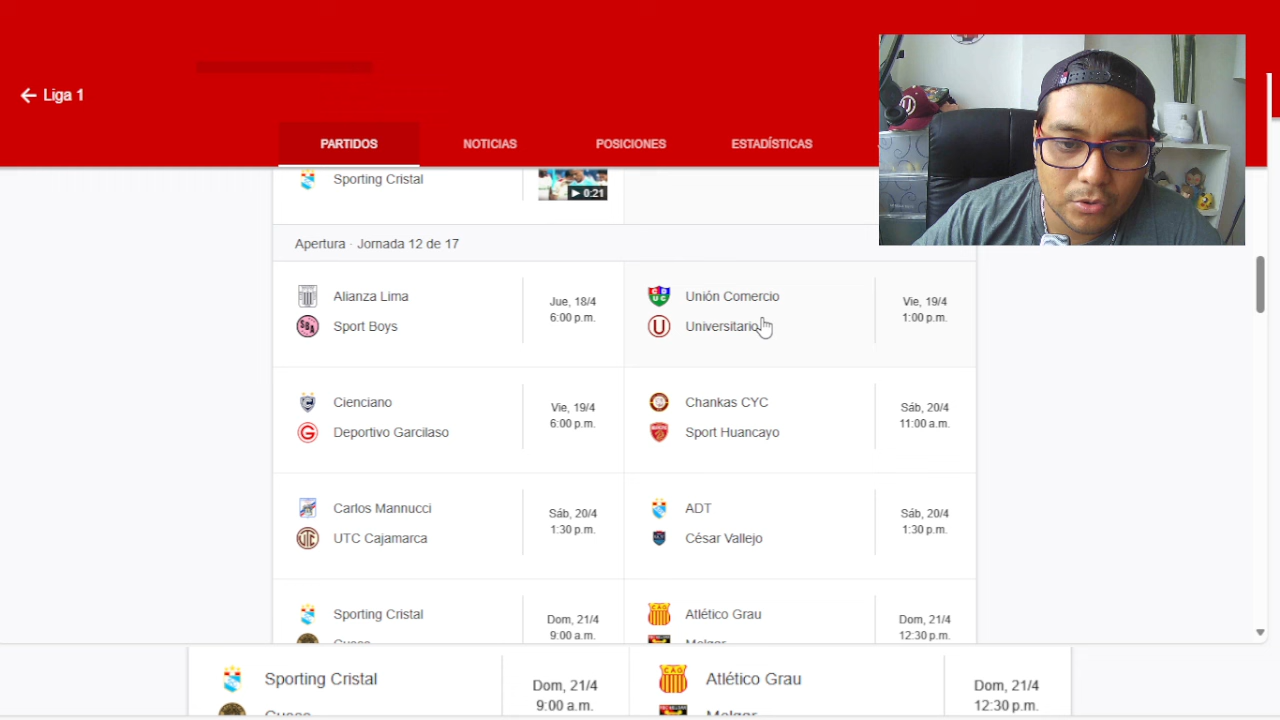 Liga 1
PARTIDOS NOTICIAS POSICIONES ESTADÍSTICAS
Sporting Cristal
0:21
Apertura · Jornada 12 de 17
Alianza Lima
Sport Boys
Jue, 18/4
6:00 p.m.
Unión Comercio
Universitario
Vie, 19/4
1:00 p.m.
Cienciano
Deportivo Garcilaso
Vie, 19/4
6:00 p.m.
Chankas CYC
Sport Huancayo
Sáb, 20/4
11:00 a.m.
Carlos Mannucci
UTC Cajamarca
Sáb, 20/4
1:30 p.m.
ADT
César Vallejo
Sáb, 20/4
1:30 p.m.
Sporting Cristal
Cusco
Dom, 21/4
9:00 a.m.
Atlético Grau
Melgar
Dom, 21/4
12:30 p.m.
Sporting Cristal
Cusco
Dom, 21/4
9:00 a.m.
Atlético Grau
Melgar
Dom, 21/4
12:30 p.m.